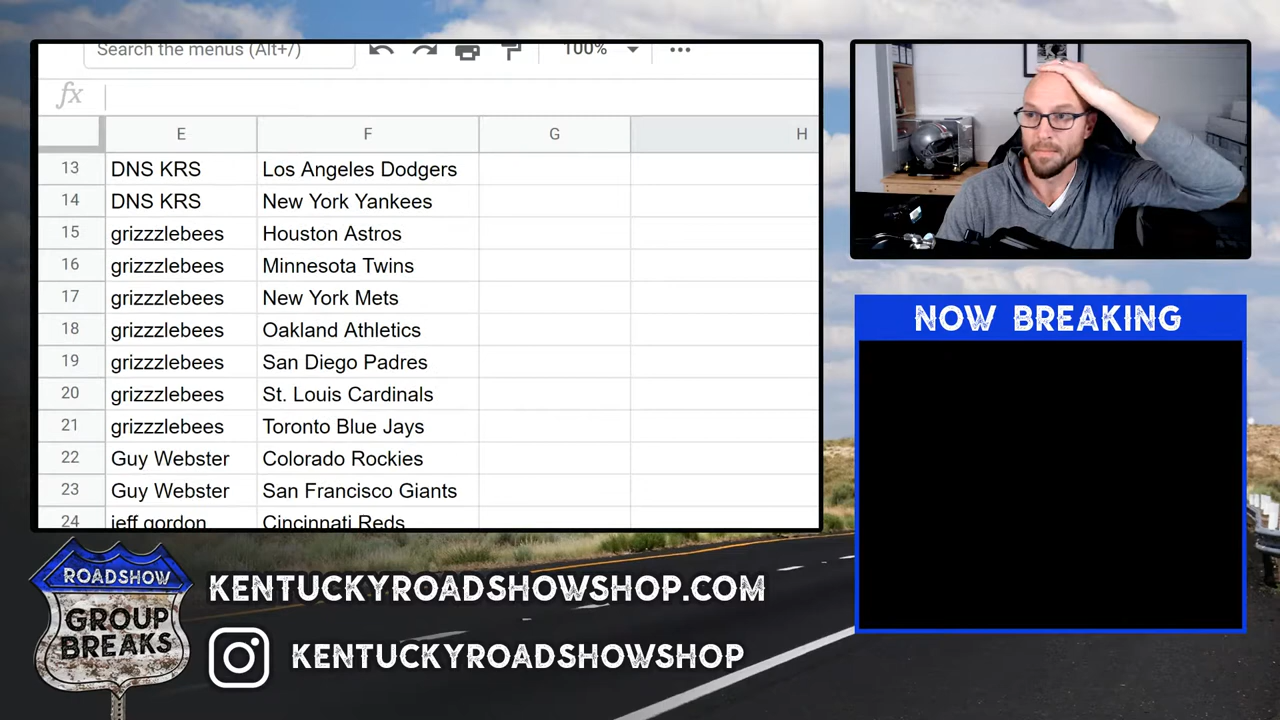 Search the menus (Alt+/)
100%
fx
E F G H
13 DNS KRS Los Angeles Dodgers
14 DNS KRS New York Yankees
15 grizzzlebees Houston Astros
16 grizzzlebees Minnesota Twins
17 grizzzlebees New York Mets
18 grizzzlebees Oakland Athletics
19 grizzzlebees San Diego Padres
20 grizzzlebees St. Louis Cardinals
21 grizzzlebees Toronto Blue Jays
22 Guy Webster Colorado Rockies
23 Guy Webster San Francisco Giants
24 jeff gordon Cincinnati Reds
NOW BREAKING
ROADSHOW
GROUP
BREAKS
KENTUCKYROADSHOWSHOP.COM
KENTUCKYROADSHOWSHOP